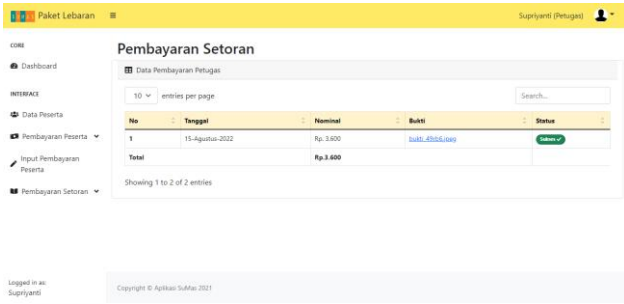 Paket Lebaran
Supriyanti (Petugas)
CORE
Dashboard
INTERFACE
Data Peserta
Pembayaran Peserta
Input Pembayaran
Peserta
Pembayaran Setoran
Logged in as:
Supriyanti
Pembayaran Setoran
Data Pembayaran Petugas
10 entries per page
Search...
No Tanggal Nominal Bukti Status
1 15-Agustus-2022 Rp. 3.600 Sukses ✓
Total Rp.3.600
Showing 1 to 2 of 2 entries
Copyright © Aplikasi SuMas 2021